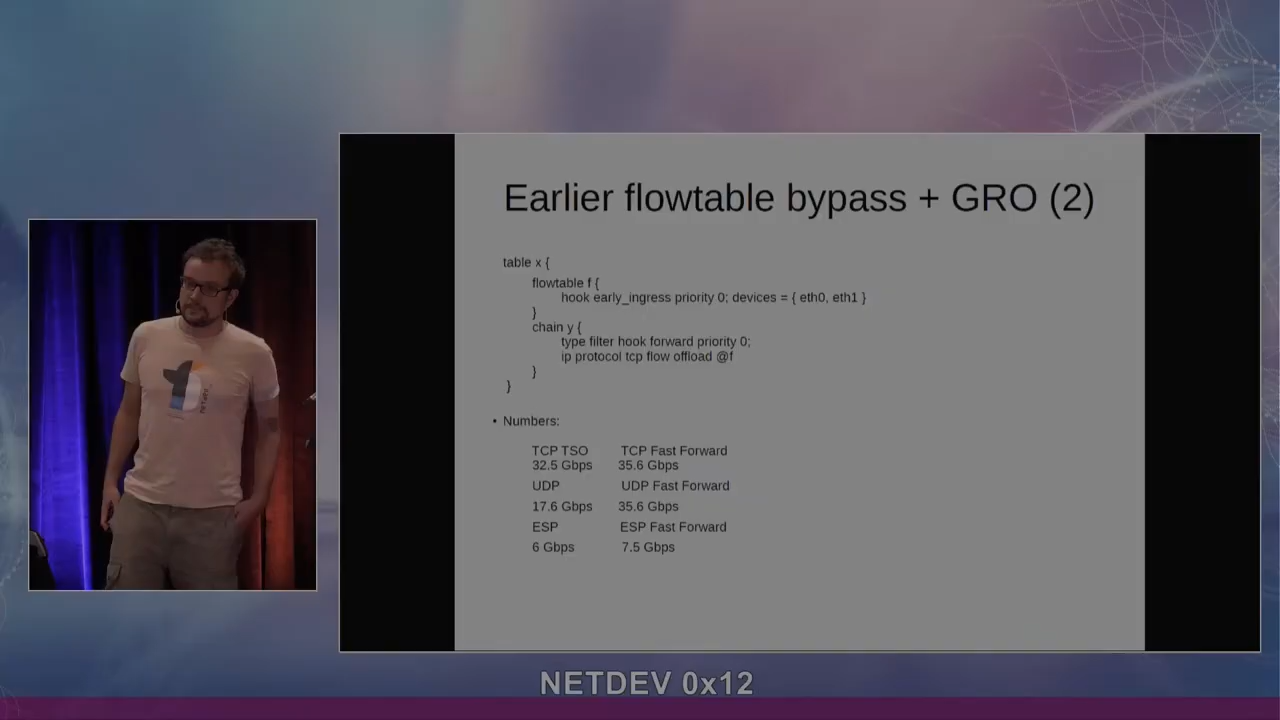 Earlier flowtable bypass + GRO (2)
table x {
flowtable f {
hook early_ingress priority 0; devices = { eth0, eth1 }
}
chain y {
type filter hook forward priority 0;
ip protocol tcp flow offload @f
}
}
• Numbers:
TCP TSO TCP Fast Forward
32.5 Gbps 35.6 Gbps
UDP UDP Fast Forward
17.6 Gbps 35.6 Gbps
ESP ESP Fast Forward
6 Gbps 7.5 Gbps
NETDEV 0x12